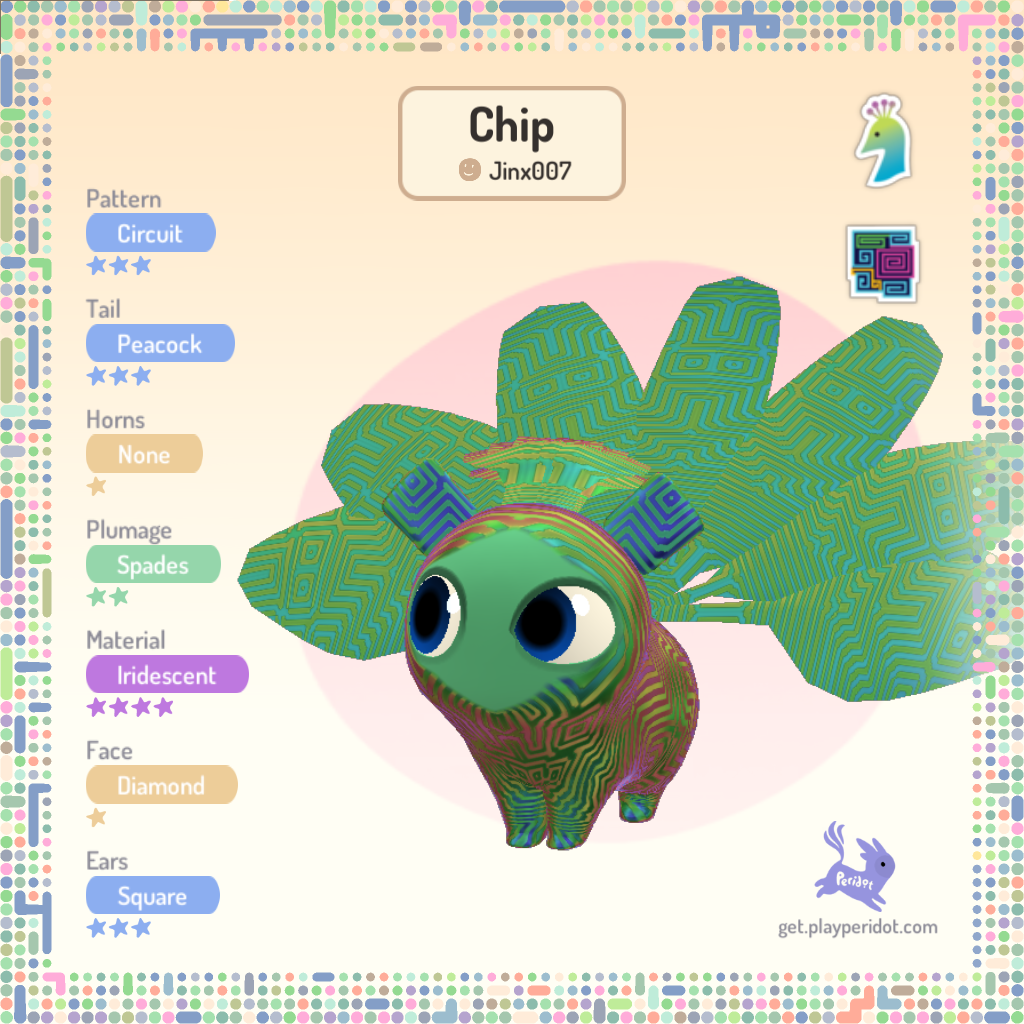 Chip
Jinx007
Pattern
Circuit
Tail
Peacock
Horns
None
Plumage
Spades
Material
Iridescent
Face
Diamond
Ears
Square
Peridot
get.playperidot.com